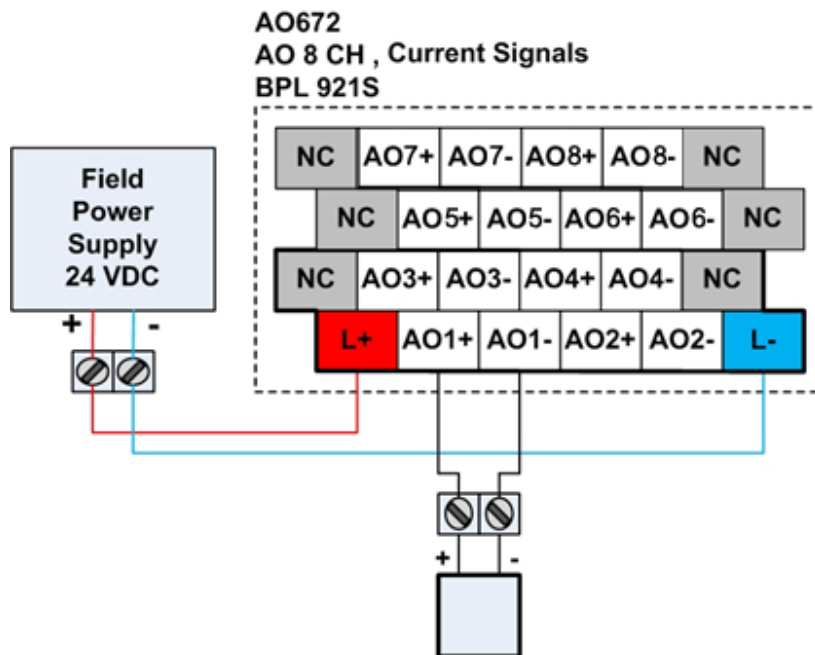 AO672
AO 8 CH , Current Signals
BPL 921S
NC AO7+ AO7- AO8+ AO8- NC
Field
Power
Supply
24 VDC
NC AO5+ AO5- AO6+ AO6- NC
NC AO3+ AO3- AO4+ AO4- NC
+ -
L+ AO1+ AO1- AO2+ AO2- L-
+ -